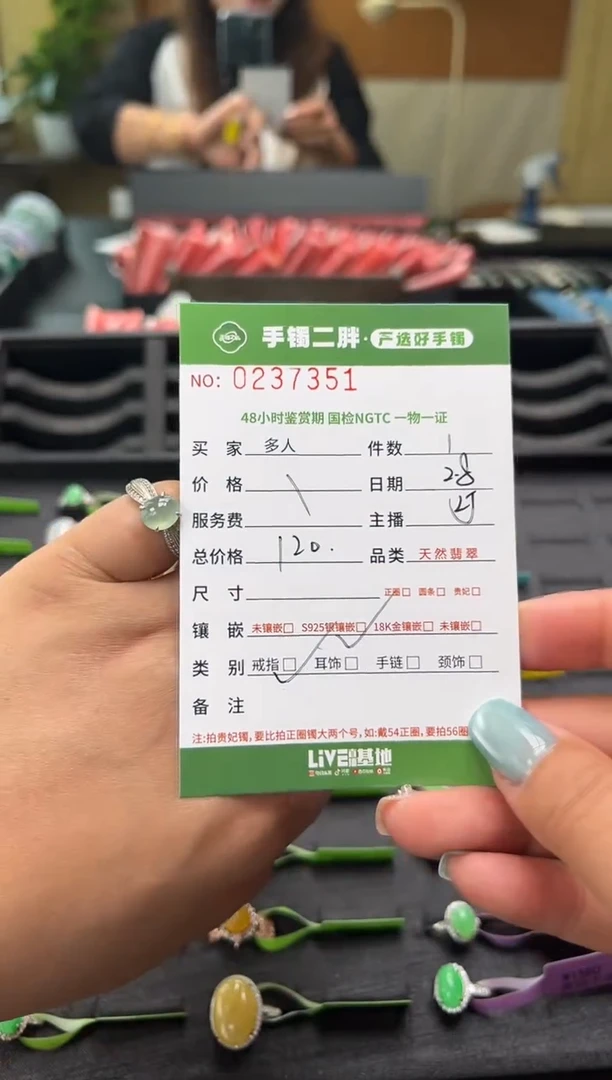 手镯二胖·严选好手镯
NO: 0237351
48小时鉴赏期 国检NGTC 一物一证
买 家 多人 件数 1
价 格 \ 日期 2.8
服务费 主播
总价格 120. 品类 天然翡翠
尺 寸 正圈□ 圆条□ 贵妃□
镶 嵌 未镶嵌□ S925银镶嵌□ 18K金镶嵌□ 未镶嵌□
类 别 戒指□ 耳饰□ 手链□ 颈饰□
备 注
注:拍贵妃镯,要比拍正圈镯大两个号,如:戴54正圈,要拍56圈
LIVE 基地